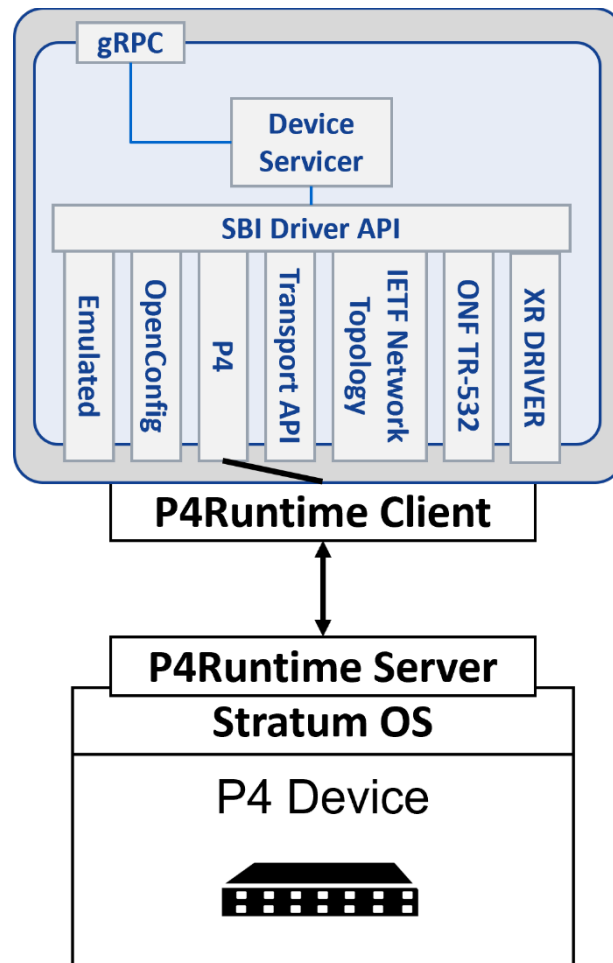 gRPC
Device
Servicer
SBI Driver API
Emulated
OpenConfig
P4
Transport API
IETF Network
Topology
ONF TR-532
XR DRIVER
P4Runtime Client
P4Runtime Server
Stratum OS
P4 Device